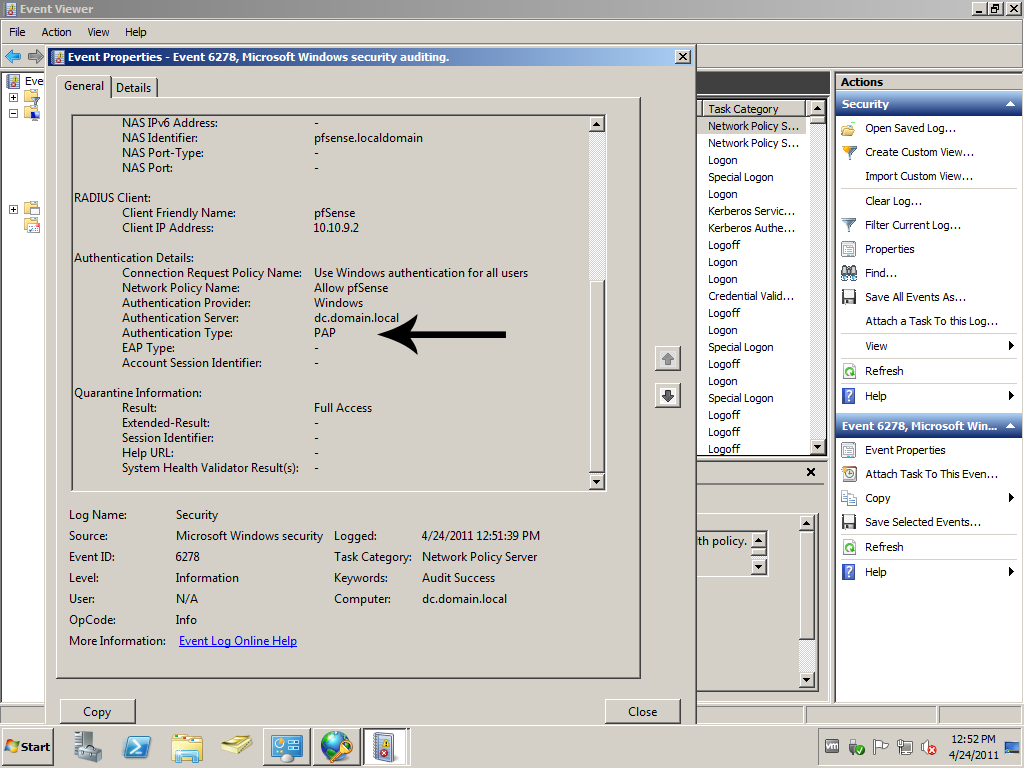 Event Viewer
File Action View Help
Event Properties - Event 6278, Microsoft Windows security auditing.
General Details
Eve
NAS IPv6 Address: -
NAS Identifier: pfsense.localdomain
NAS Port-Type: -
NAS Port: -
RADIUS Client:
Client Friendly Name: pfSense
Client IP Address: 10.10.9.2
Authentication Details:
Connection Request Policy Name: Use Windows authentication for all users
Network Policy Name: Allow pfSense
Authentication Provider: Windows
Authentication Server: dc.domain.local
Authentication Type: PAP
EAP Type: -
Account Session Identifier: -
Quarantine Information:
Result: Full Access
Extended-Result: -
Session Identifier: -
Help URL: -
System Health Validator Result(s): -
Log Name: Security
Source: Microsoft Windows security Logged: 4/24/2011 12:51:39 PM
Event ID: 6278 Task Category: Network Policy Server
Level: Information Keywords: Audit Success
User: N/A Computer: dc.domain.local
OpCode: Info
More Information: Event Log Online Help
Copy Close
Task Category
Network Policy S...
Network Policy S...
Logon
Special Logon
Logon
Kerberos Servic...
Kerberos Authe...
Logoff
Logon
Logon
Credential Valid...
Logoff
Logon
Special Logon
Logoff
Logon
Special Logon
Logoff
Logoff
Logoff
th policy.
Actions
Security
Open Saved Log...
Create Custom View...
Import Custom View...
Clear Log...
Filter Current Log...
Properties
Find...
Save All Events As...
Attach a Task To this Log...
View
Refresh
Help
Event 6278, Microsoft Win...
Event Properties
Attach Task To This Even...
Copy
Save Selected Events...
Refresh
Help
Start
vm
12:52 PM
4/24/2011